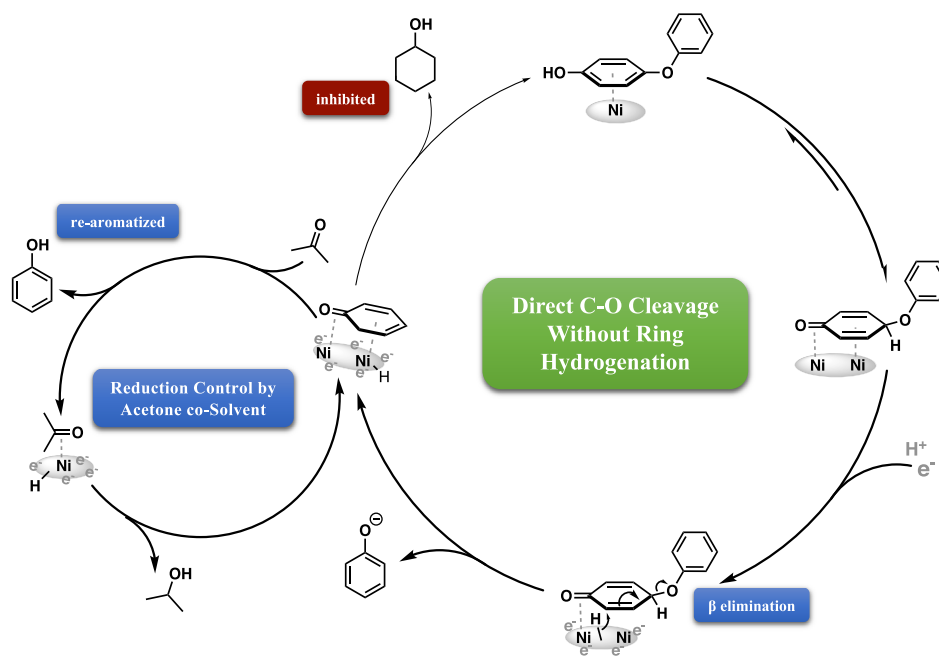 OH
inhibited
HO
O
Ni
re-aromatized
OH
O
O
e-
Ni
e-
e-
Ni
e-
e-
H
Direct C-O Cleavage
Without Ring
Hydrogenation
O
O
H
Ni
Ni
Reduction Control by
Acetone co-Solvent
O
e-
Ni
e-
e-
e-
H
H+
e-
OH
O⊖
O
O
H
H
e-
Ni
Ni
e-
e-
e-
β elimination